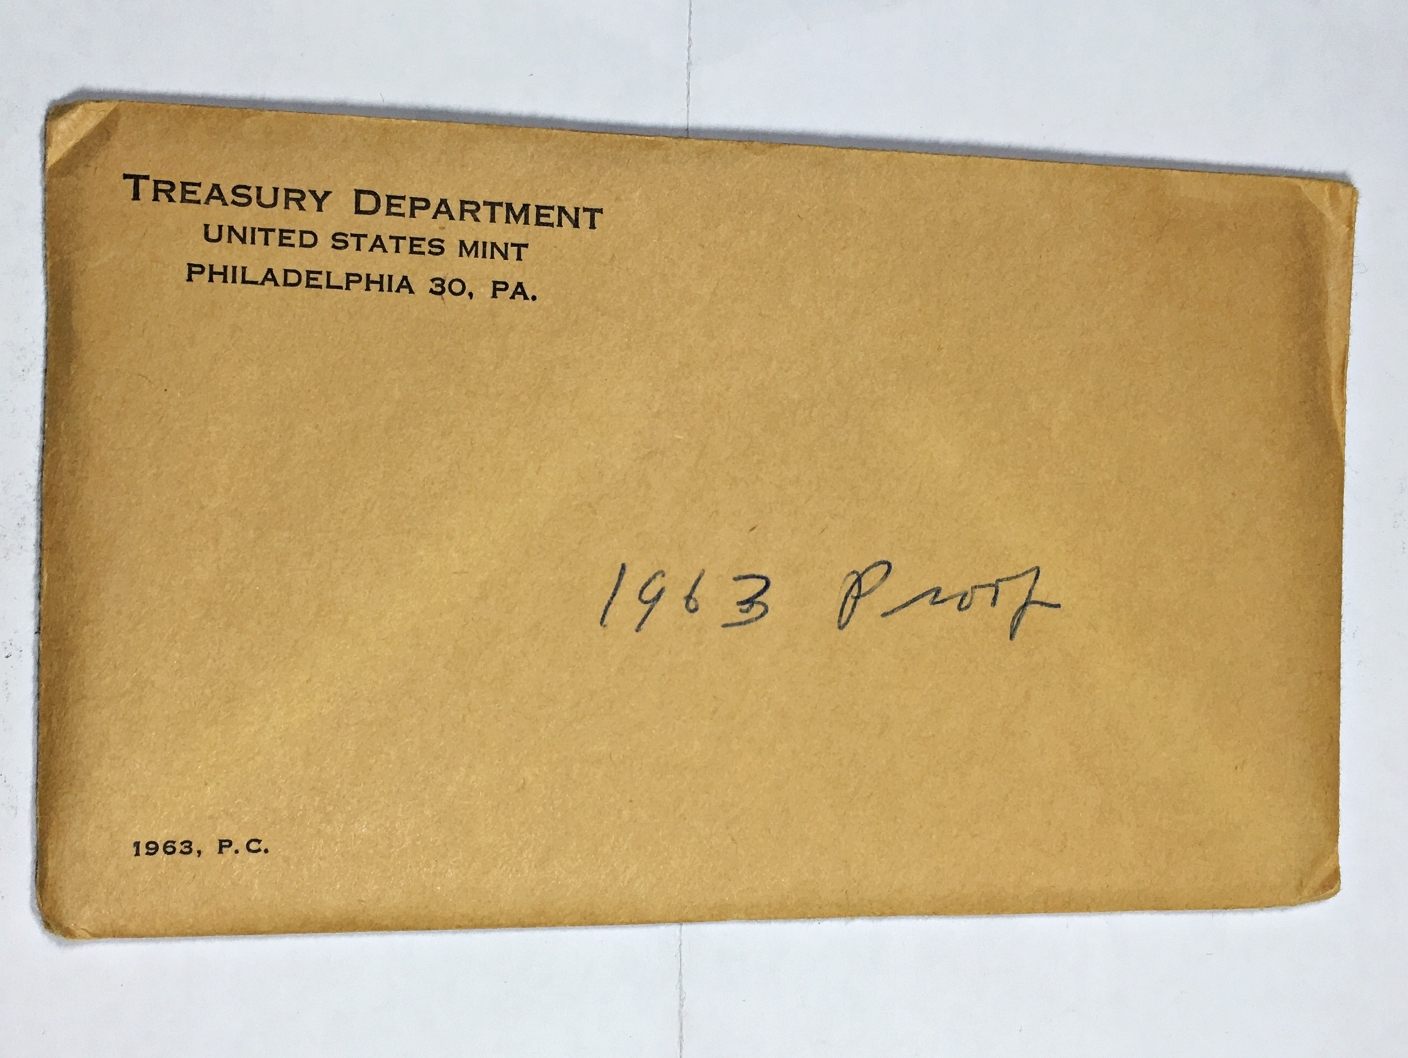 TREASURY DEPARTMENT
UNITED STATES MINT
PHILADELPHIA 30, PA.
1963 Proof
1963, P.C.